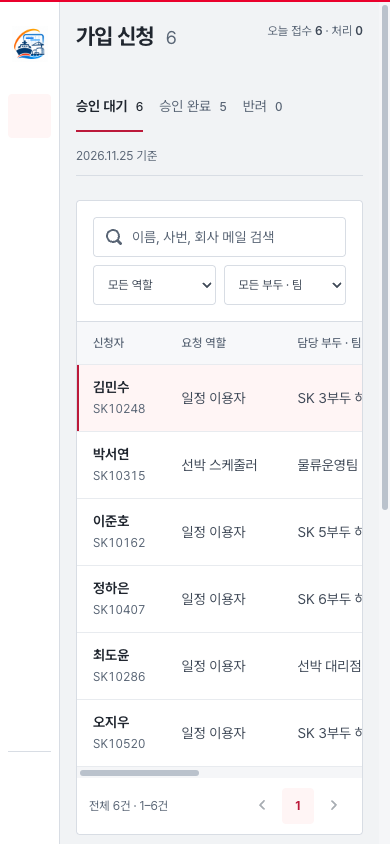 가입 신청 6
오늘 접수 6 · 처리 0
승인 대기 6 승인 완료 5 반려 0
2026.11.25 기준
이름, 사번, 회사 메일 검색
모든 역할 모든 부두 · 팀
신청자 요청 역할 담당 부두 · 팀
김민수
SK10248
일정 이용자 SK 3부두
박서연
SK10315
선박 스케줄러 물류운영팀
이준호
SK10162
일정 이용자 SK 5부두
정하은
SK10407
일정 이용자 SK 6부두
최도윤
SK10286
일정 이용자 선박 대리점
오지우
SK10520
일정 이용자 SK 3부두
전체 6건 · 1–6건
1